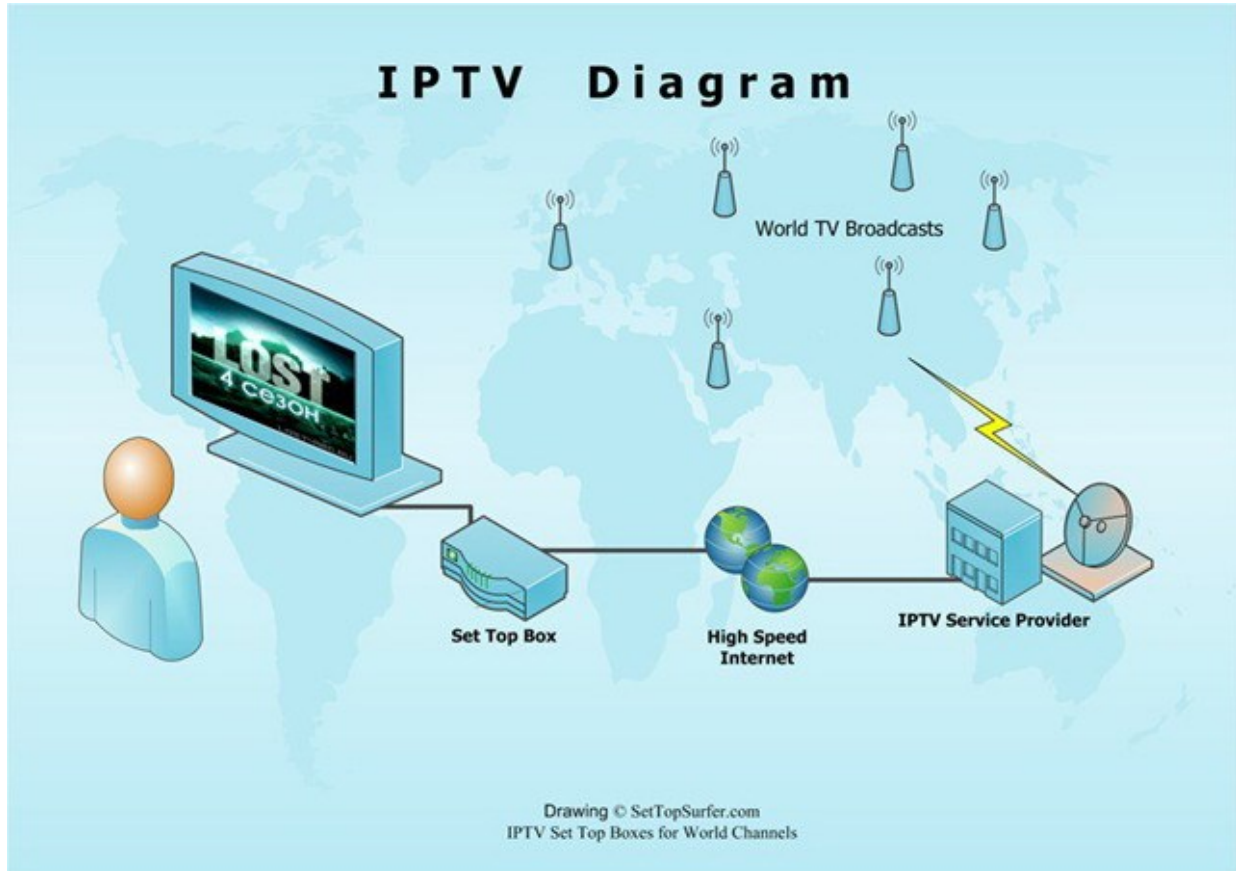 IPTV Diagram
World TV Broadcasts
LOST
4 сезон
Set Top Box
High Speed
Internet
IPTV Service Provider
Drawing © SetTopSurfer.com
IPTV Set Top Boxes for World Channels